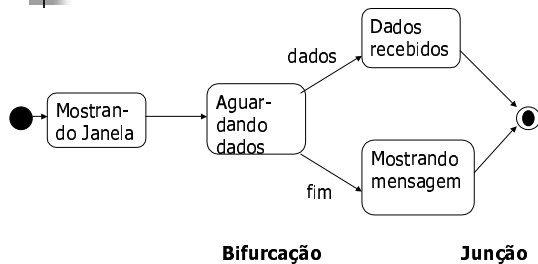 Mostran-
do Janela
Aguar-
dando
dados
dados
Dados
recebidos
fim
Mostrando
mensagem
Bifurcação
Junção